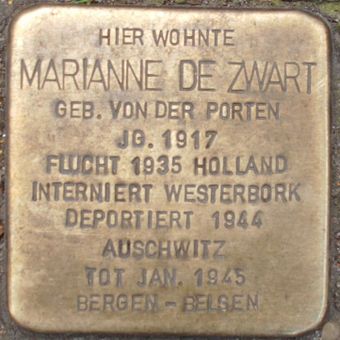 HIER WOHNTE
MARIANNE DE ZWART
GEB. VON DER PORTEN
JG. 1917
FLUCHT 1935 HOLLAND
INTERNIERT WESTERBORK
DEPORTIERT 1944
AUSCHWITZ
TOT JAN. 1945
BERGEN - BELSEN